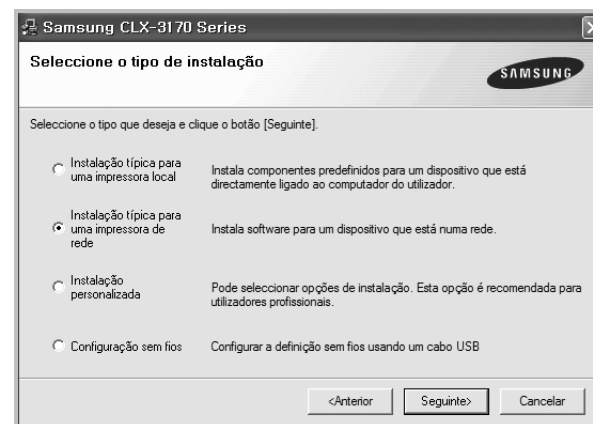 Samsung CLX-3170 Series
Seleccione o tipo de instalação
SAMSUNG
Seleccione o tipo que deseja e clique o botão [Seguinte].
Instalação típica para
uma impressora local
Instala componentes predefinidos para um dispositivo que está
directamente ligado ao computador do utilizador.
Instalação típica para
uma impressora de
rede
Instala software para um dispositivo que está numa rede.
Instalação
personalizada
Pode seleccionar opções de instalação. Esta opção é recomendada para
utilizadores profissionais.
Configuração sem fios
Configurar a definição sem fios usando um cabo USB
<Anterior
Seguinte>
Cancelar